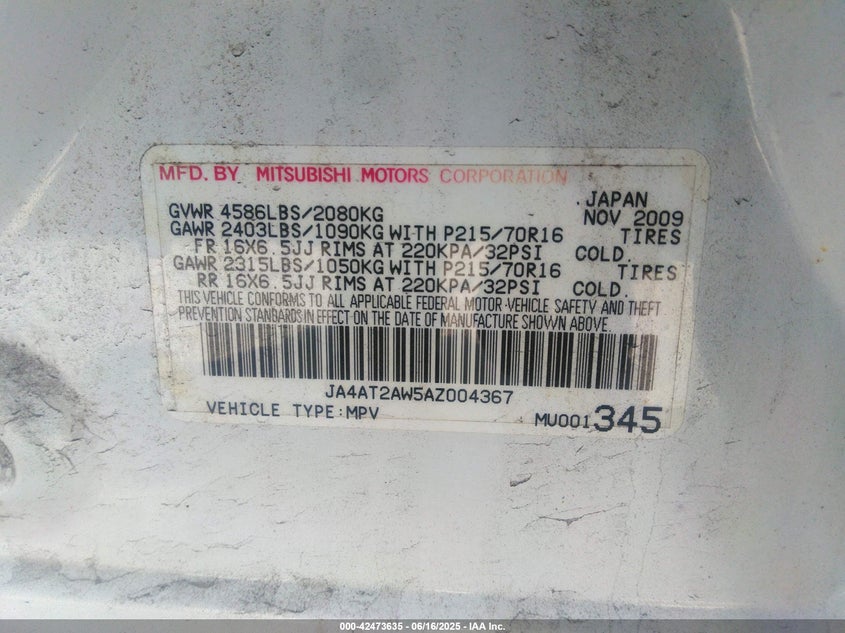 MFD. BY MITSUBISHI MOTORS CORPORATION
JAPAN
GVWR 4586LBS/2080KG NOV 2009
GAWR 2403LBS/1090KG WITH P215/70R16 TIRES
FR 16X6.5JJ RIMS AT 220KPA/32PSI COLD.
GAWR 2315LBS/1050KG WITH P215/70R16 TIRES
RR 16X6.5JJ RIMS AT 220KPA/32PSI COLD.
THIS VEHICLE CONFORMS TO ALL APPLICABLE FEDERAL MOTOR VEHICLE SAFETY AND THEFT
PREVENTION STANDARDS IN EFFECT ON THE DATE OF MANUFACTURE SHOWN ABOVE.
JA4AT2AW5AZ004367
VEHICLE TYPE:MPV MU001345
000-42473635 - 06/16/2025 - IAA Inc.